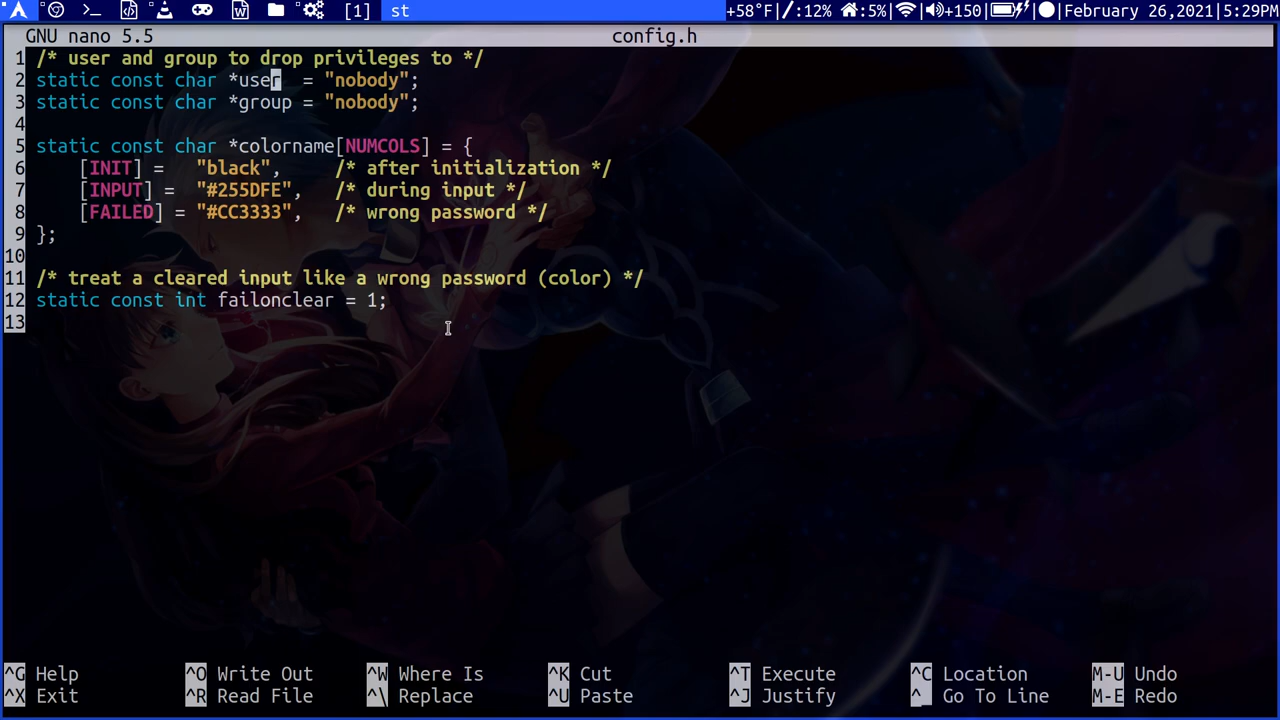 [1] st +58°F|/:12% :5%| | +150| | |February 26,2021|5:29PM
GNU nano 5.5 config.h
1 /* user and group to drop privileges to */
2 static const char *user  = "nobody";
3 static const char *group = "nobody";
4
5 static const char *colorname[NUMCOLS] = {
6     [INIT] =   "black",     /* after initialization */
7     [INPUT] =  "#255DFE",   /* during input */
8     [FAILED] = "#CC3333",   /* wrong password */
9 };
10
11 /* treat a cleared input like a wrong password (color) */
12 static const int failonclear = 1;
13
^G Help ^O Write Out ^W Where Is ^K Cut ^T Execute ^C Location M-U Undo
^X Exit ^R Read File ^\ Replace ^U Paste ^J Justify ^_ Go To Line M-E Redo